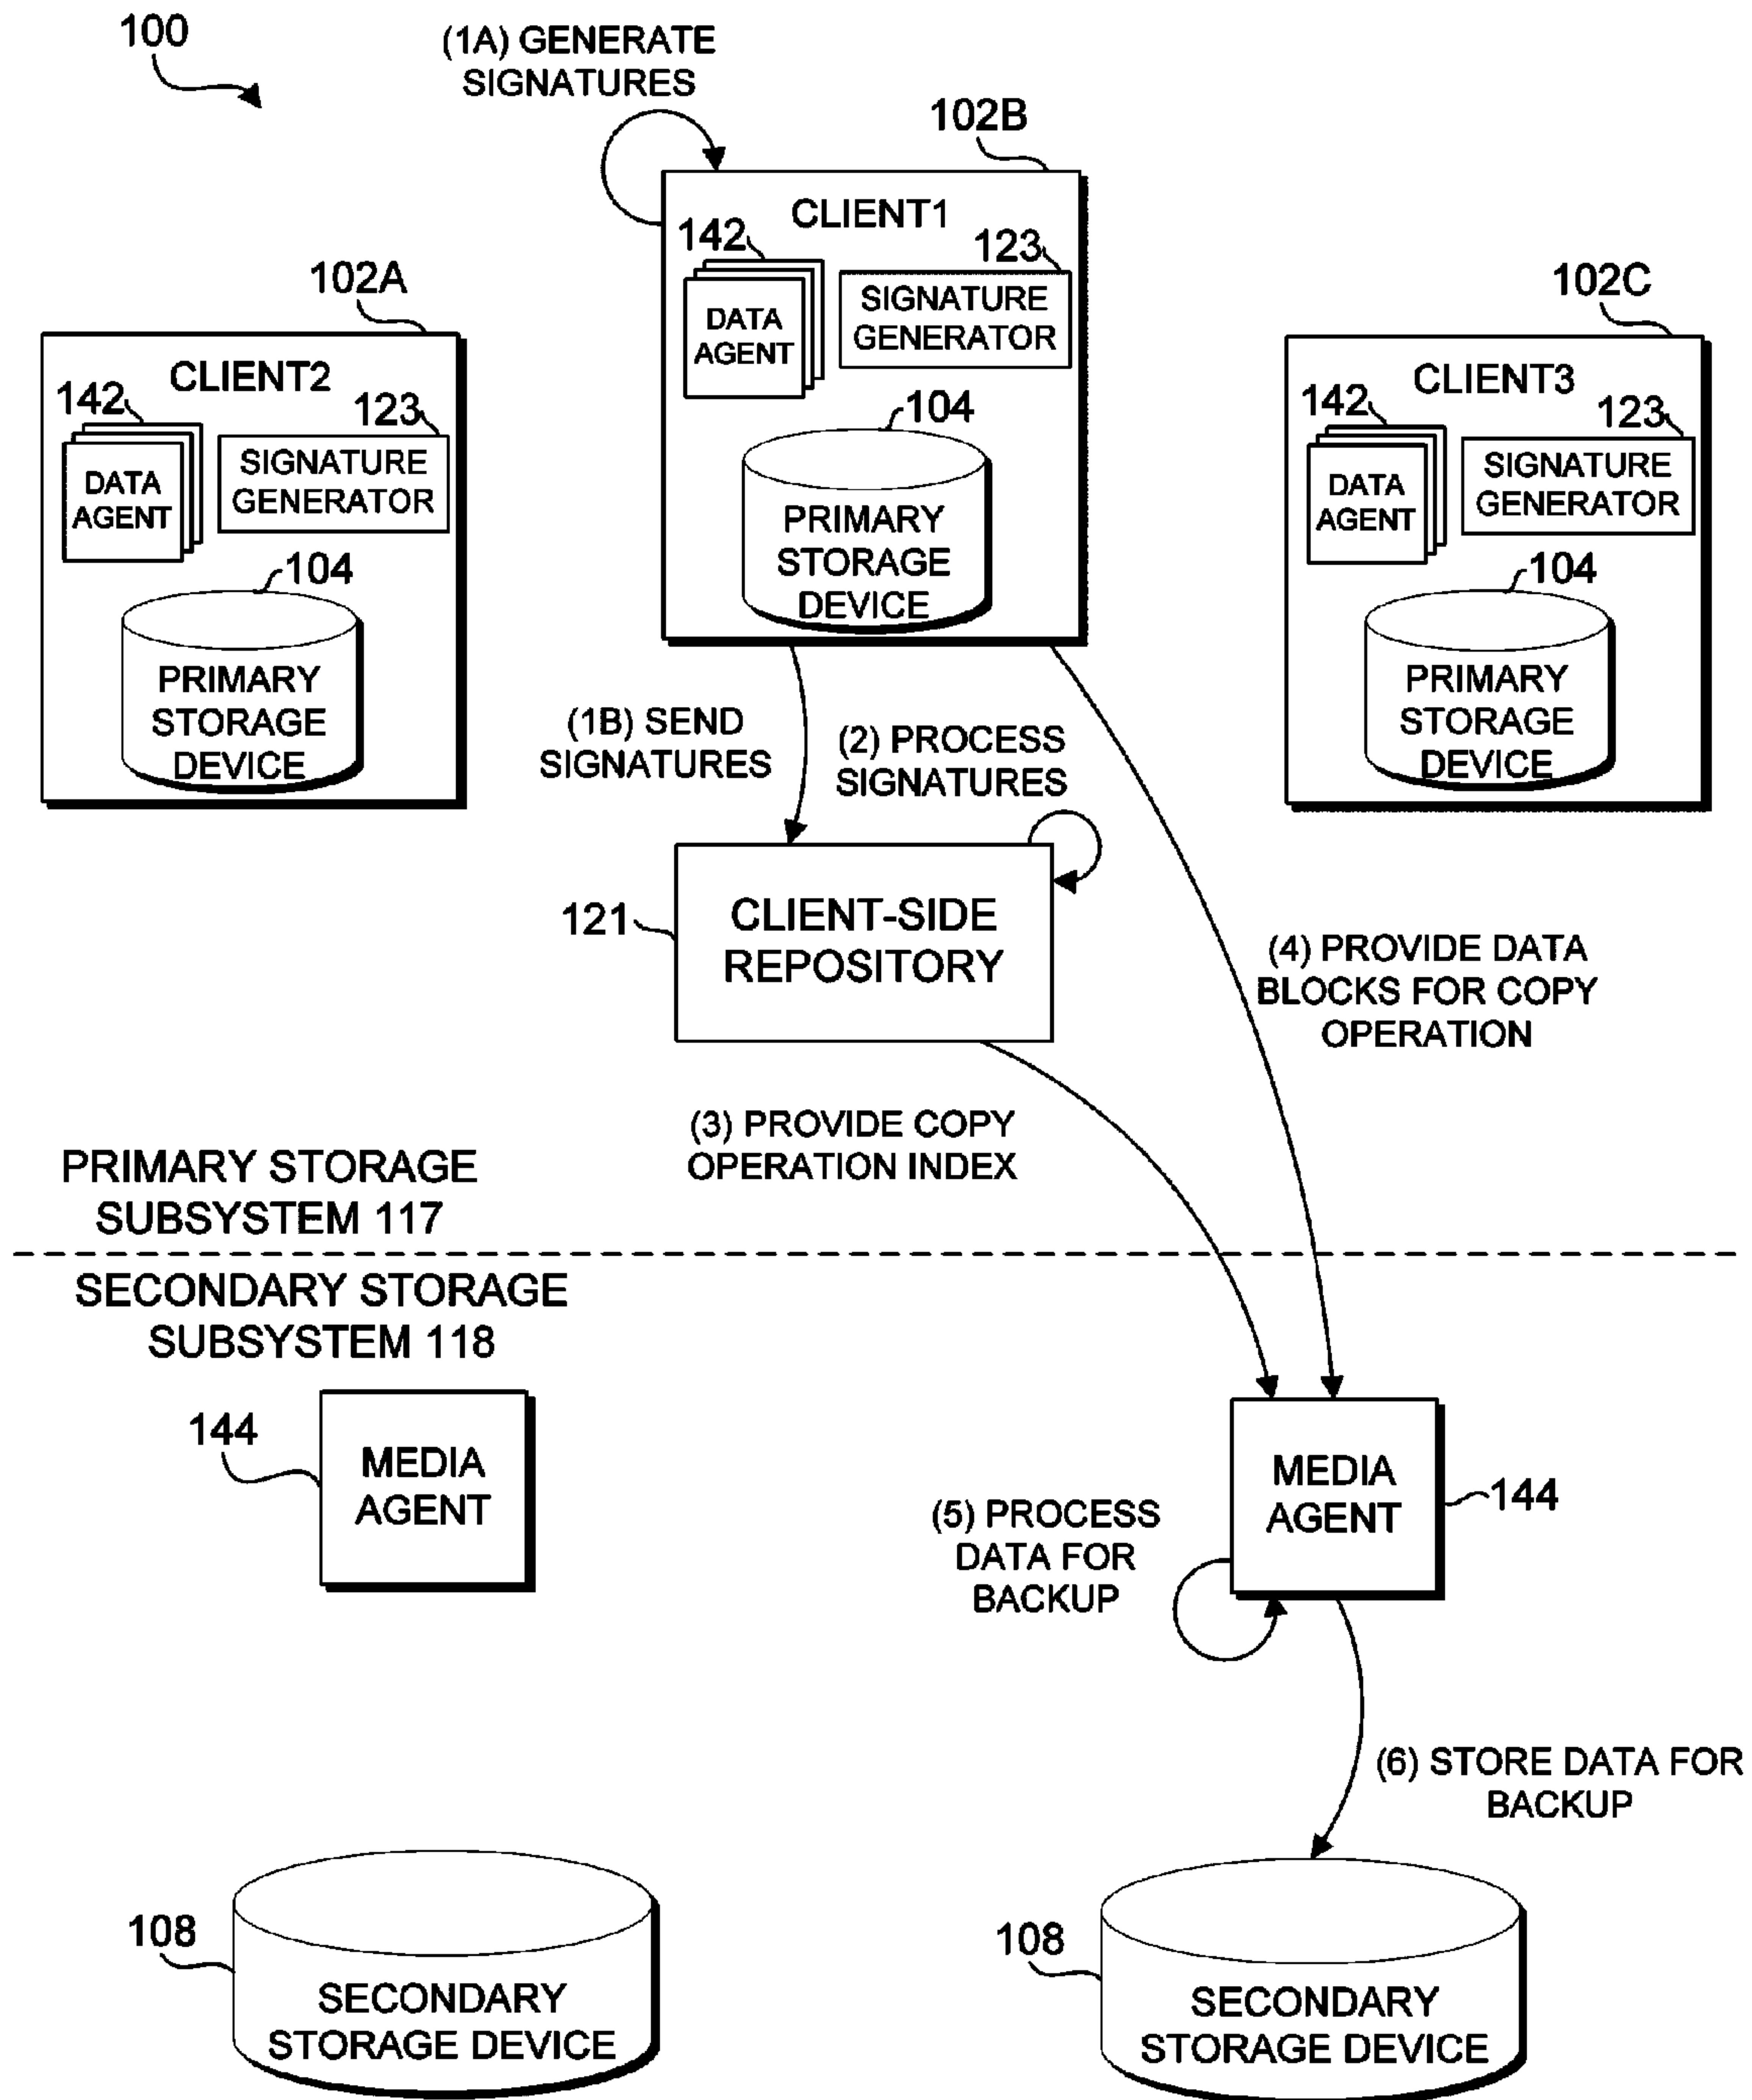 100
(1A) GENERATE
SIGNATURES
102B
CLIENT1
142
123
DATA
AGENT
SIGNATURE
GENERATOR
104
PRIMARY
STORAGE
DEVICE
102A
CLIENT2
142
123
DATA
AGENT
SIGNATURE
GENERATOR
104
PRIMARY
STORAGE
DEVICE
102C
CLIENT3
142
123
DATA
AGENT
SIGNATURE
GENERATOR
104
PRIMARY
STORAGE
DEVICE
(1B) SEND
SIGNATURES
(2) PROCESS
SIGNATURES
121
CLIENT-SIDE
REPOSITORY
(4) PROVIDE DATA
BLOCKS FOR COPY
OPERATION
(3) PROVIDE COPY
OPERATION INDEX
PRIMARY STORAGE
SUBSYSTEM 117
SECONDARY STORAGE
SUBSYSTEM 118
144
MEDIA
AGENT
MEDIA
AGENT
144
(5) PROCESS
DATA FOR
BACKUP
(6) STORE DATA FOR
BACKUP
108
SECONDARY
STORAGE DEVICE
108
SECONDARY
STORAGE DEVICE